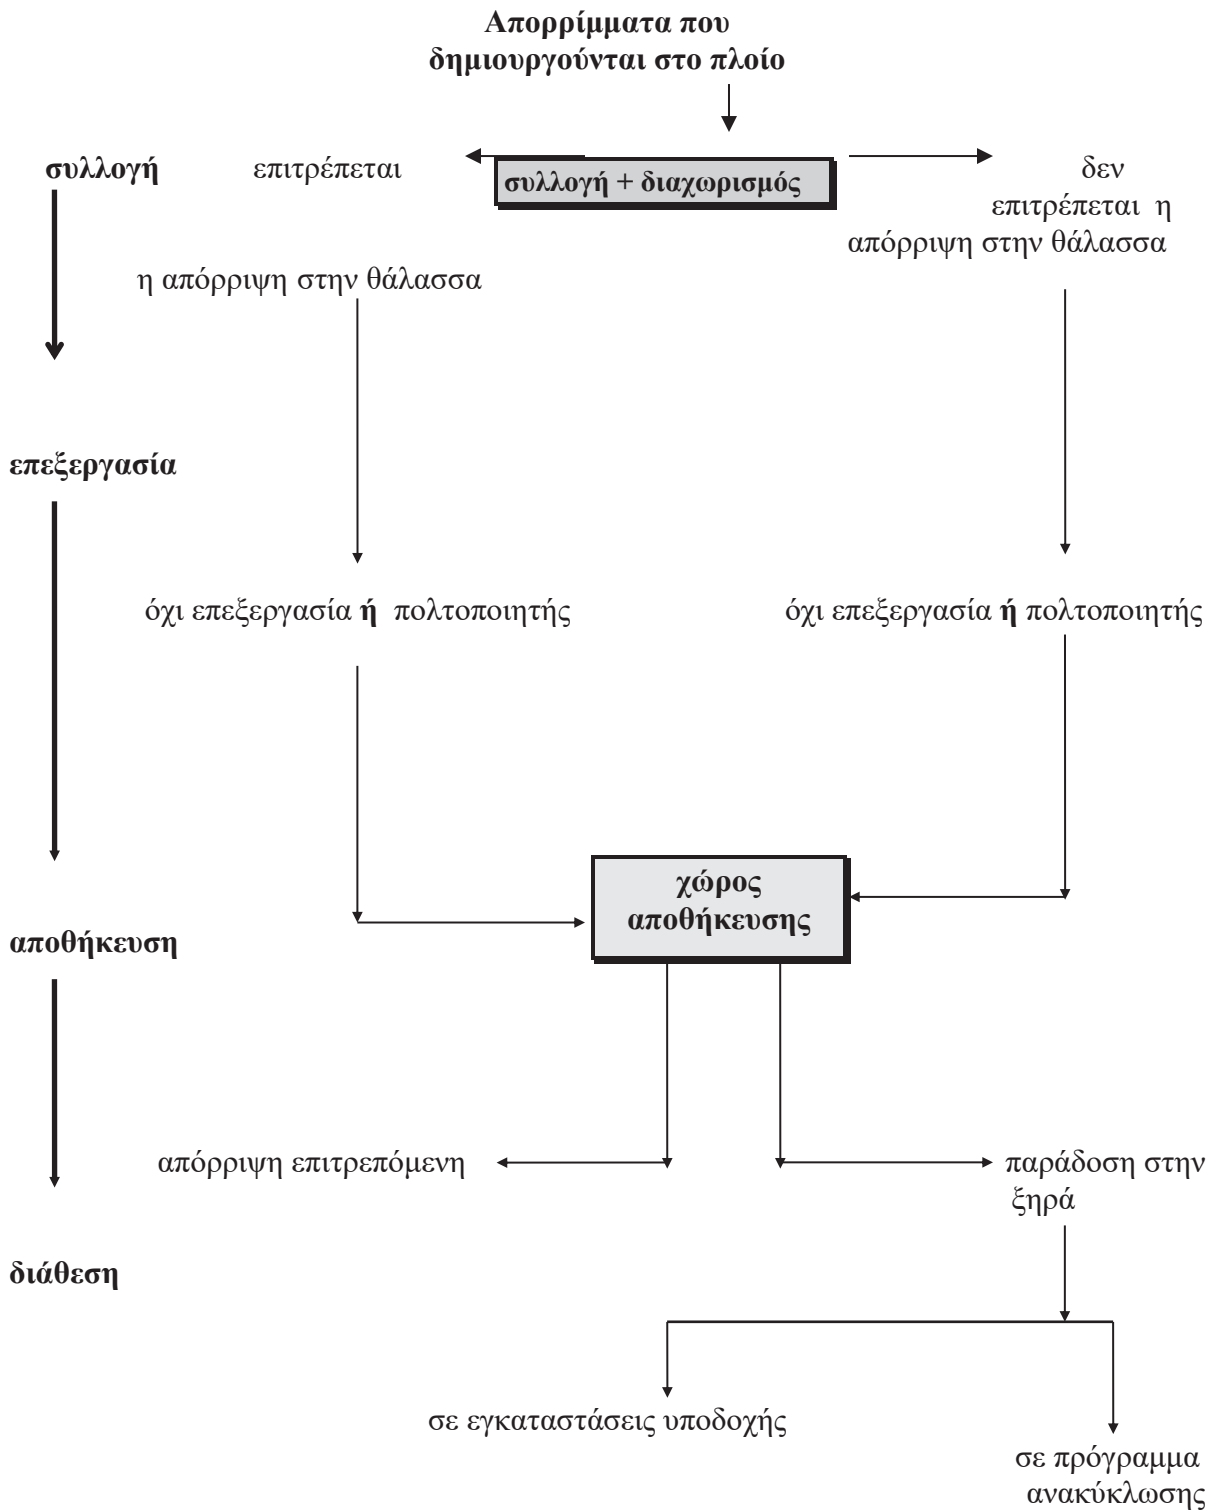 Απορρίμματα που
δημιουργούνται στο πλοίο
συλλογή
επιτρέπεται
συλλογή + διαχωρισμός
δεν
επιτρέπεται η
απόρριψη στην θάλασσα
η απόρριψη στην θάλασσα
επεξεργασία
όχι επεξεργασία ή πολτοποιητής
όχι επεξεργασία ή πολτοποιητής
χώρος
αποθήκευσης
αποθήκευση
απόρριψη επιτρεπόμενη
παράδοση στην
ξηρά
διάθεση
σε εγκαταστάσεις υποδοχής
σε πρόγραμμα
ανακύκλωσης